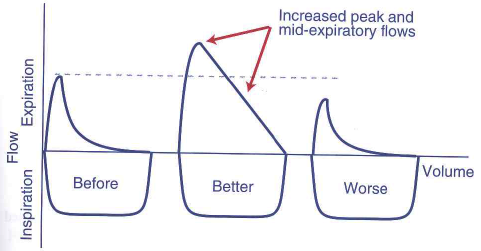 Increased peak and
mid-expiratory flows
Expiration
Flow
Inspiration
Before
Better
Worse
Volume